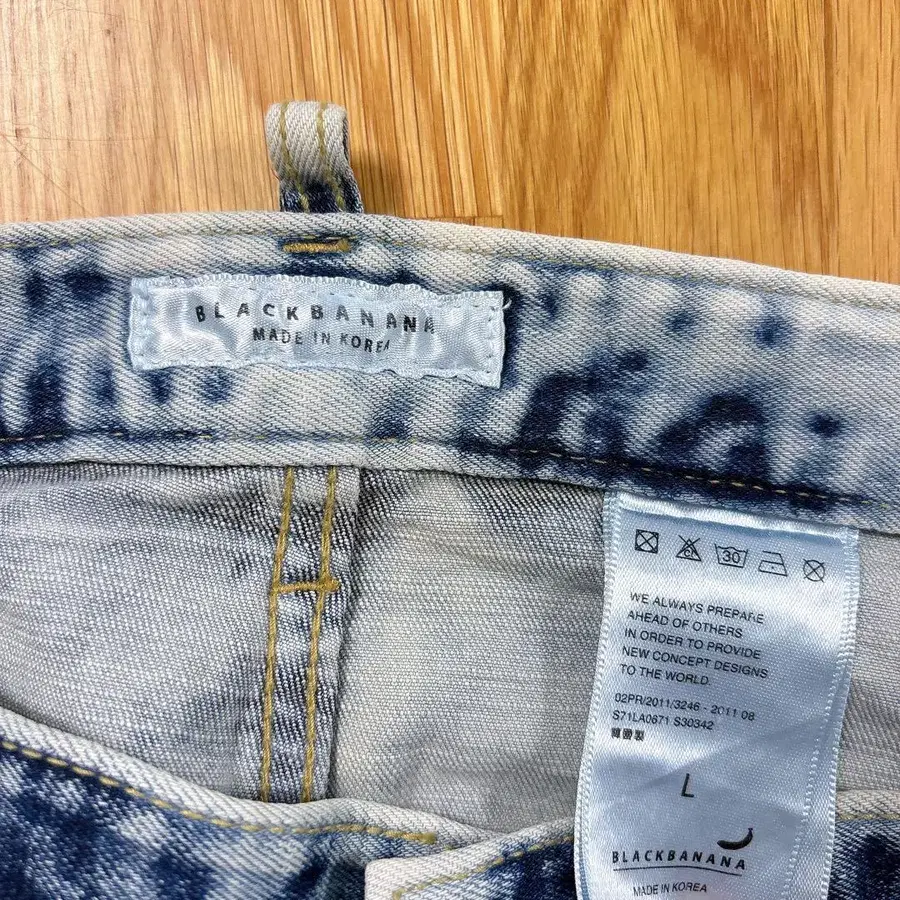 BLACKBANANA
MADE IN KOREA
30
WE ALWAYS PREPARE
AHEAD OF OTHERS
IN ORDER TO PROVIDE
NEW CONCEPT DESIGNS
TO THE WORLD.
02PR/2011/3246 - 2011 08
S71LA0671 S30342
韓國製
L
BLACKBANANA
MADE IN KOREA